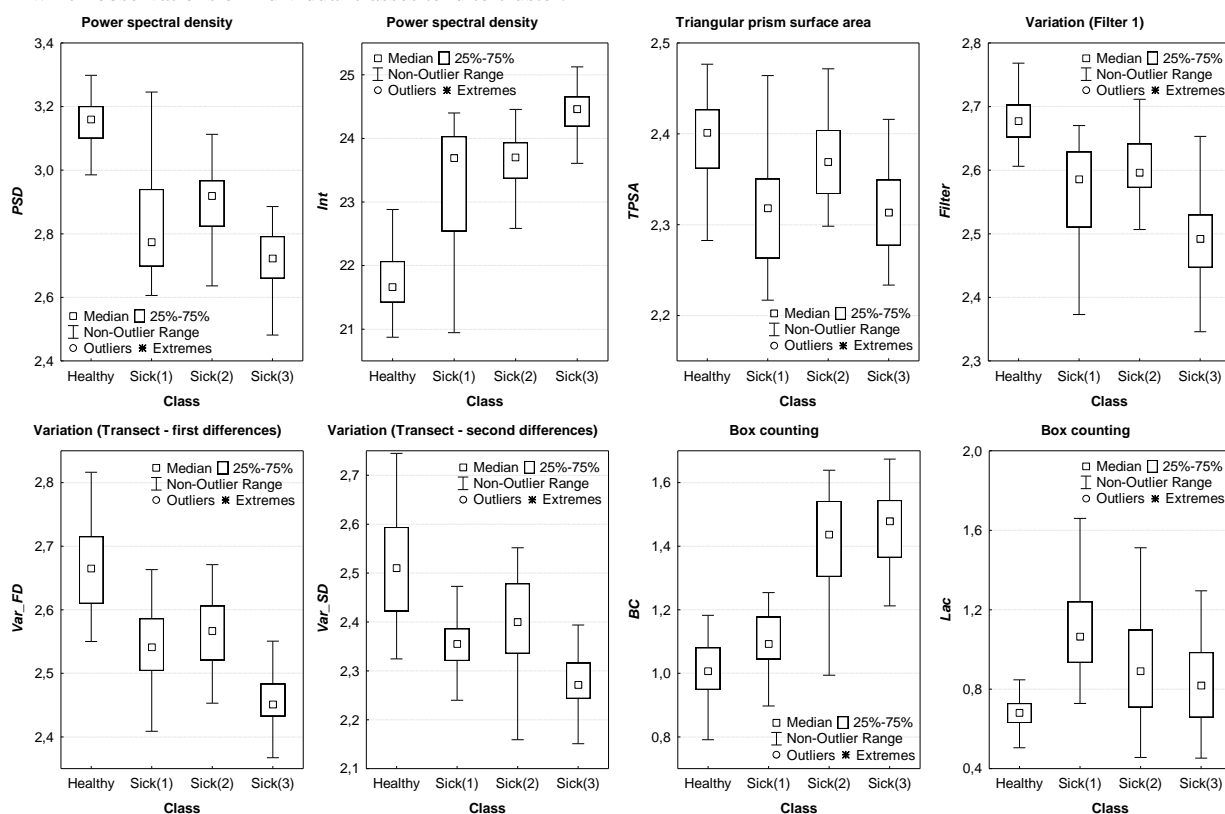 Power spectral density
3,4
3,2
3,0
2,8
2,6
2,4
PSD
Median 25%-75%
Non-Outlier Range
Outliers Extremes
Healthy Sick(1) Sick(2) Sick(3)
Class
Power spectral density
Median 25%-75%
Non-Outlier Range
Outliers Extremes
25
24
23
22
21
Int
Healthy Sick(1) Sick(2) Sick(3)
Class
Triangular prism surface area
2,5
2,4
2,3
2,2
TPSA
Median 25%-75%
Non-Outlier Range
Outliers Extremes
Healthy Sick(1) Sick(2) Sick(3)
Class
Variation (Filter 1)
Median 25%-75%
Non-Outlier Range
Outliers Extremes
2,8
2,7
2,6
2,5
2,4
2,3
Filter
Healthy Sick(1) Sick(2) Sick(3)
Class
Variation (Transect - first differences)
Median 25%-75%
Non-Outlier Range
Outliers Extremes
2,8
2,7
2,6
2,5
2,4
Var_FD
Healthy Sick(1) Sick(2) Sick(3)
Class
Variation (Transect - second differences)
Median 25%-75%
Non-Outlier Range
Outliers Extremes
2,7
2,6
2,5
2,4
2,3
2,2
2,1
Var_SD
Healthy Sick(1) Sick(2) Sick(3)
Class
Box counting
1,6
1,4
1,2
1,0
0,8
BC
Median 25%-75%
Non-Outlier Range
Outliers Extremes
Healthy Sick(1) Sick(2) Sick(3)
Class
Box counting
Median 25%-75%
Non-Outlier Range
Outliers Extremes
2,0
1,6
1,2
0,8
0,4
Lac
Healthy Sick(1) Sick(2) Sick(3)
Class